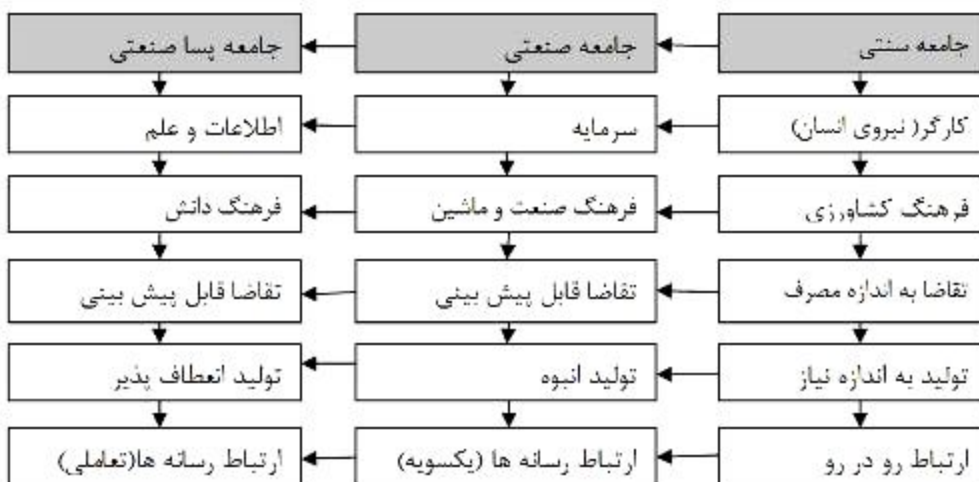 جامعه سنتی
جامعه صنعتی
جامعه پسا صنعتی
کارگر( نیروی انسان)
سرمایه
اطلاعات و علم
فرهنگ کشاورزی
فرهنگ صنعت و ماشین
فرهنگ دانش
تقاضا به اندازه مصرف
تقاضا قابل پیش بینی
تقاضا قابل پیش بینی
تولید به اندازه نیاز
تولید انبوه
تولید انعطاف پذیر
ارتباط رو در رو
ارتباط رسانه ها (یکسویه)
ارتباط رسانه ها(تعاملی)